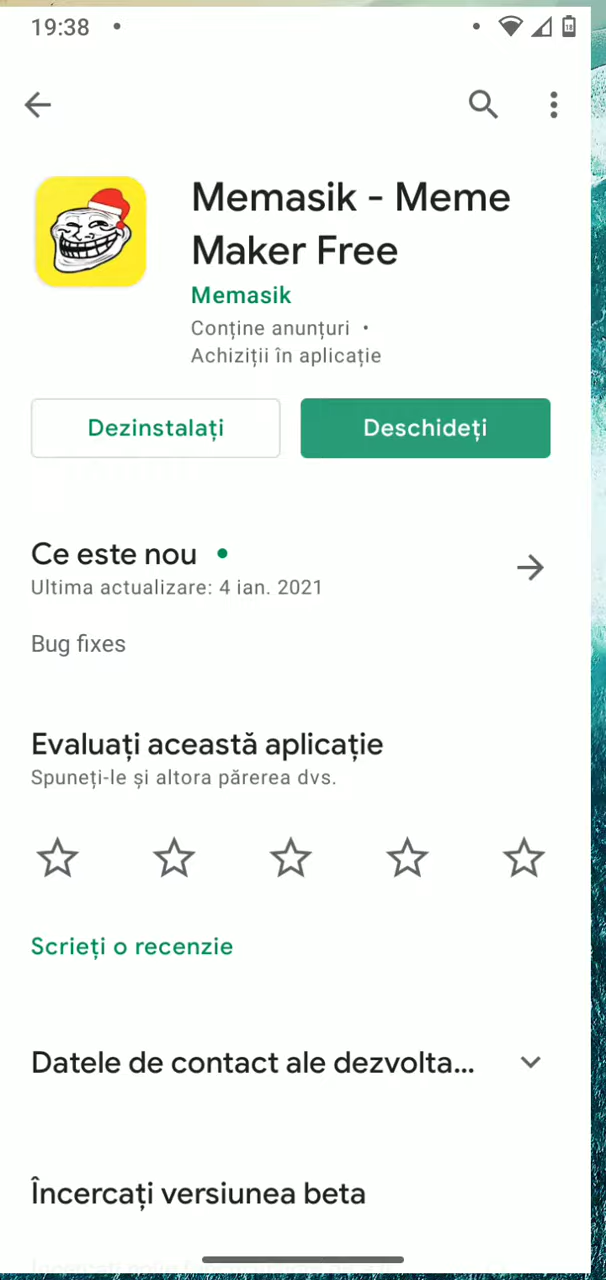 19:38
Memasik - Meme
Maker Free
Memasik
Conține anunțuri •
Achiziții în aplicație
Dezinstalați
Deschideți
Ce este nou
Ultima actualizare: 4 ian. 2021
Bug fixes
Evaluați această aplicație
Spuneți-le și altora părerea dvs.
Scrieți o recenzie
Datele de contact ale dezvolta...
Încercați versiunea beta